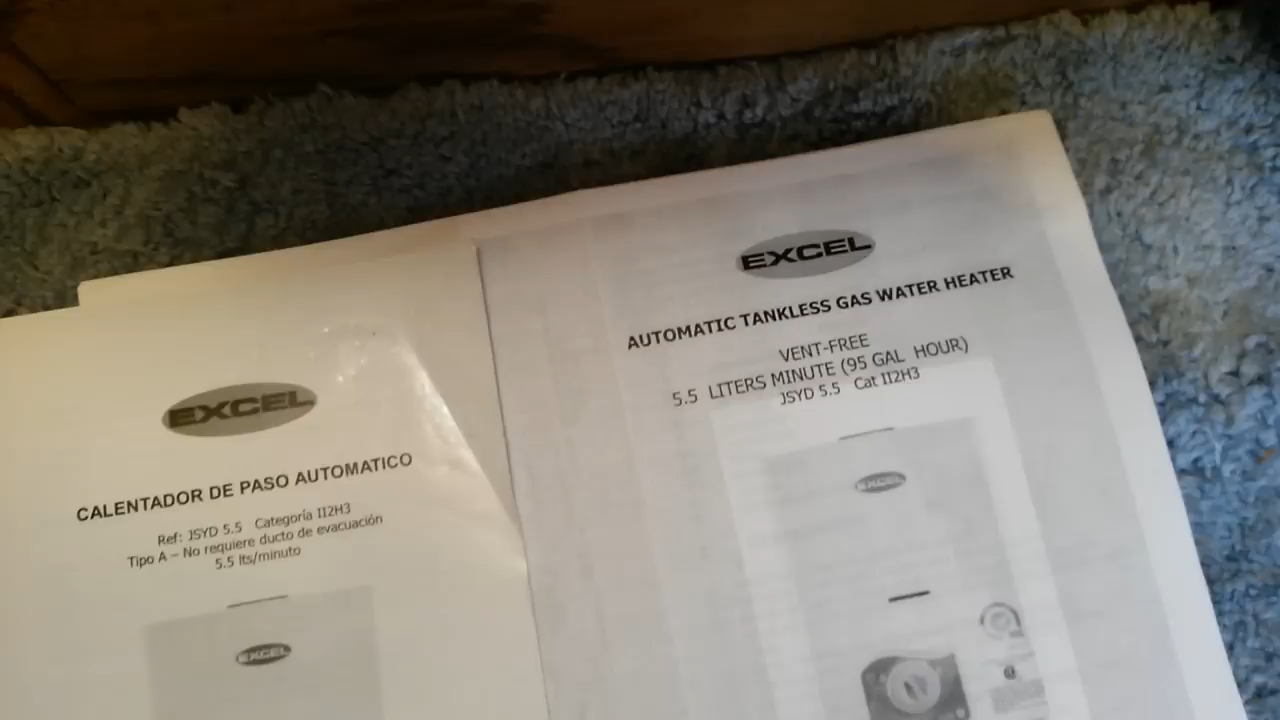 EXCEL
CALENTADOR DE PASO AUTOMATICO
Ref: JSYD 5.5 Categoría II2H3
Tipo A – No requiere ducto de evacuación
5.5 lts/minuto
EXCEL
EXCEL
AUTOMATIC TANKLESS GAS WATER HEATER
VENT-FREE
5.5 LITERS MINUTE (95 GAL HOUR)
JSYD 5.5 Cat II2H3
EXCEL